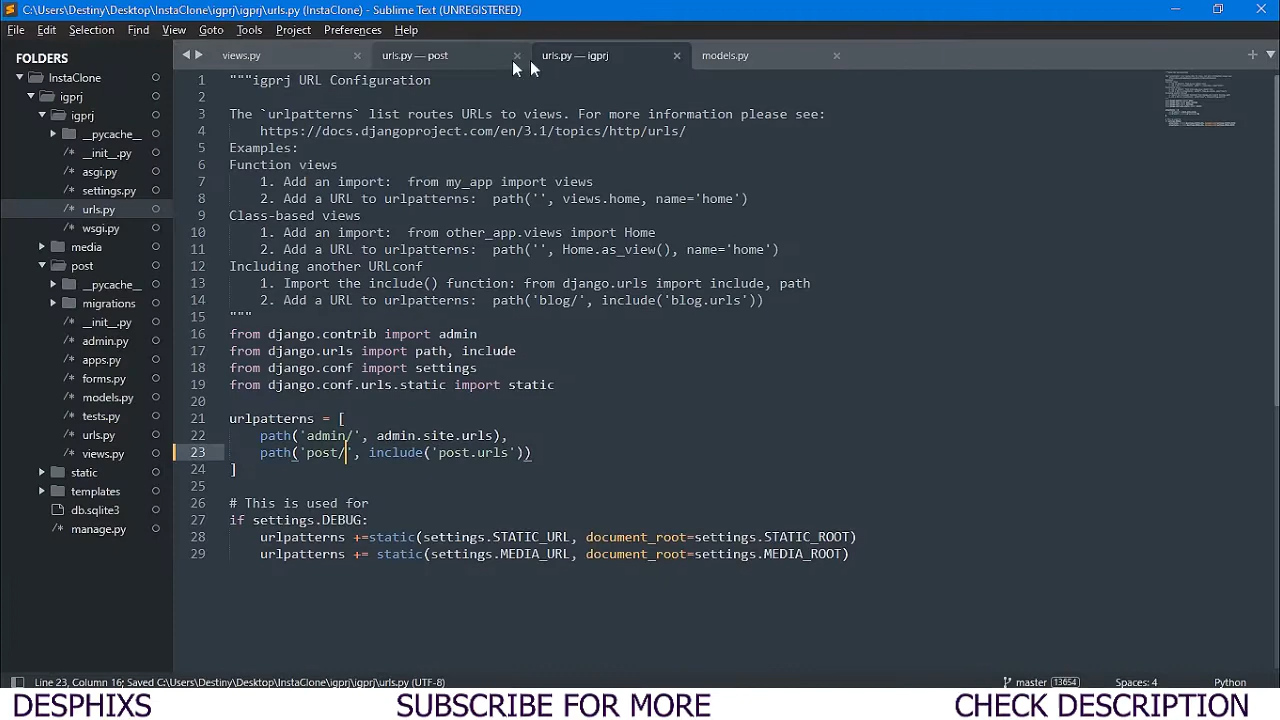 C:\Users\Destiny\Desktop\InstaClone\igprj\igprj\urls.py (InstaClone) - Sublime Text (UNREGISTERED)
File Edit Selection Find View Goto Tools Project Preferences Help
FOLDERS
InstaClone
igprj
igprj
__pycache__
__init__.py
asgi.py
settings.py
urls.py
wsgi.py
media
post
__pycache__
migrations
__init__.py
admin.py
apps.py
forms.py
models.py
tests.py
urls.py
views.py
static
templates
db.sqlite3
manage.py
views.py urls.py — post urls.py — igprj models.py
1 """igprj URL Configuration
2
3 The `urlpatterns` list routes URLs to views. For more information please see:
4     https://docs.djangoproject.com/en/3.1/topics/http/urls/
5 Examples:
6 Function views
7     1. Add an import:  from my_app import views
8     2. Add a URL to urlpatterns:  path('', views.home, name='home')
9 Class-based views
10     1. Add an import:  from other_app.views import Home
11     2. Add a URL to urlpatterns:  path('', Home.as_view(), name='home')
12 Including another URLconf
13     1. Import the include() function: from django.urls import include, path
14     2. Add a URL to urlpatterns:  path('blog/', include('blog.urls'))
15 """
16 from django.contrib import admin
17 from django.urls import path, include
18 from django.conf import settings
19 from django.conf.urls.static import static
20
21 urlpatterns = [
22     path('admin/', admin.site.urls),
23     path('post/', include('post.urls'))
24 ]
25
26 # This is used for
27 if settings.DEBUG:
28     urlpatterns +=static(settings.STATIC_URL, document_root=settings.STATIC_ROOT)
29     urlpatterns += static(settings.MEDIA_URL, document_root=settings.MEDIA_ROOT)
Line 23, Column 16; Saved C:\Users\Destiny\Desktop\InstaClone\igprj\igprj\urls.py (UTF-8) master 13654 Spaces: 4 Python
DESPHIXS SUBSCRIBE FOR MORE CHECK DESCRIPTION